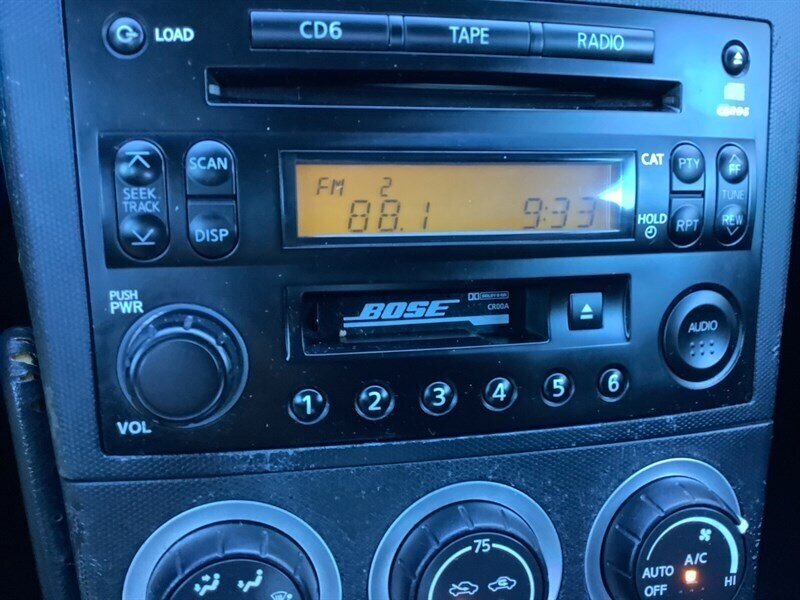 LOAD
CD6 TAPE RADIO
SEEK
TRACK
SCAN
DISP
FM 2
88.1 9:33
CAT PTY
HOLD RPT
FF
TUNE
REW
PUSH
PWR
VOL
BOSE
CR00A
AUDIO
1 2 3 4 5 6
75
A/C
AUTO HI
OFF